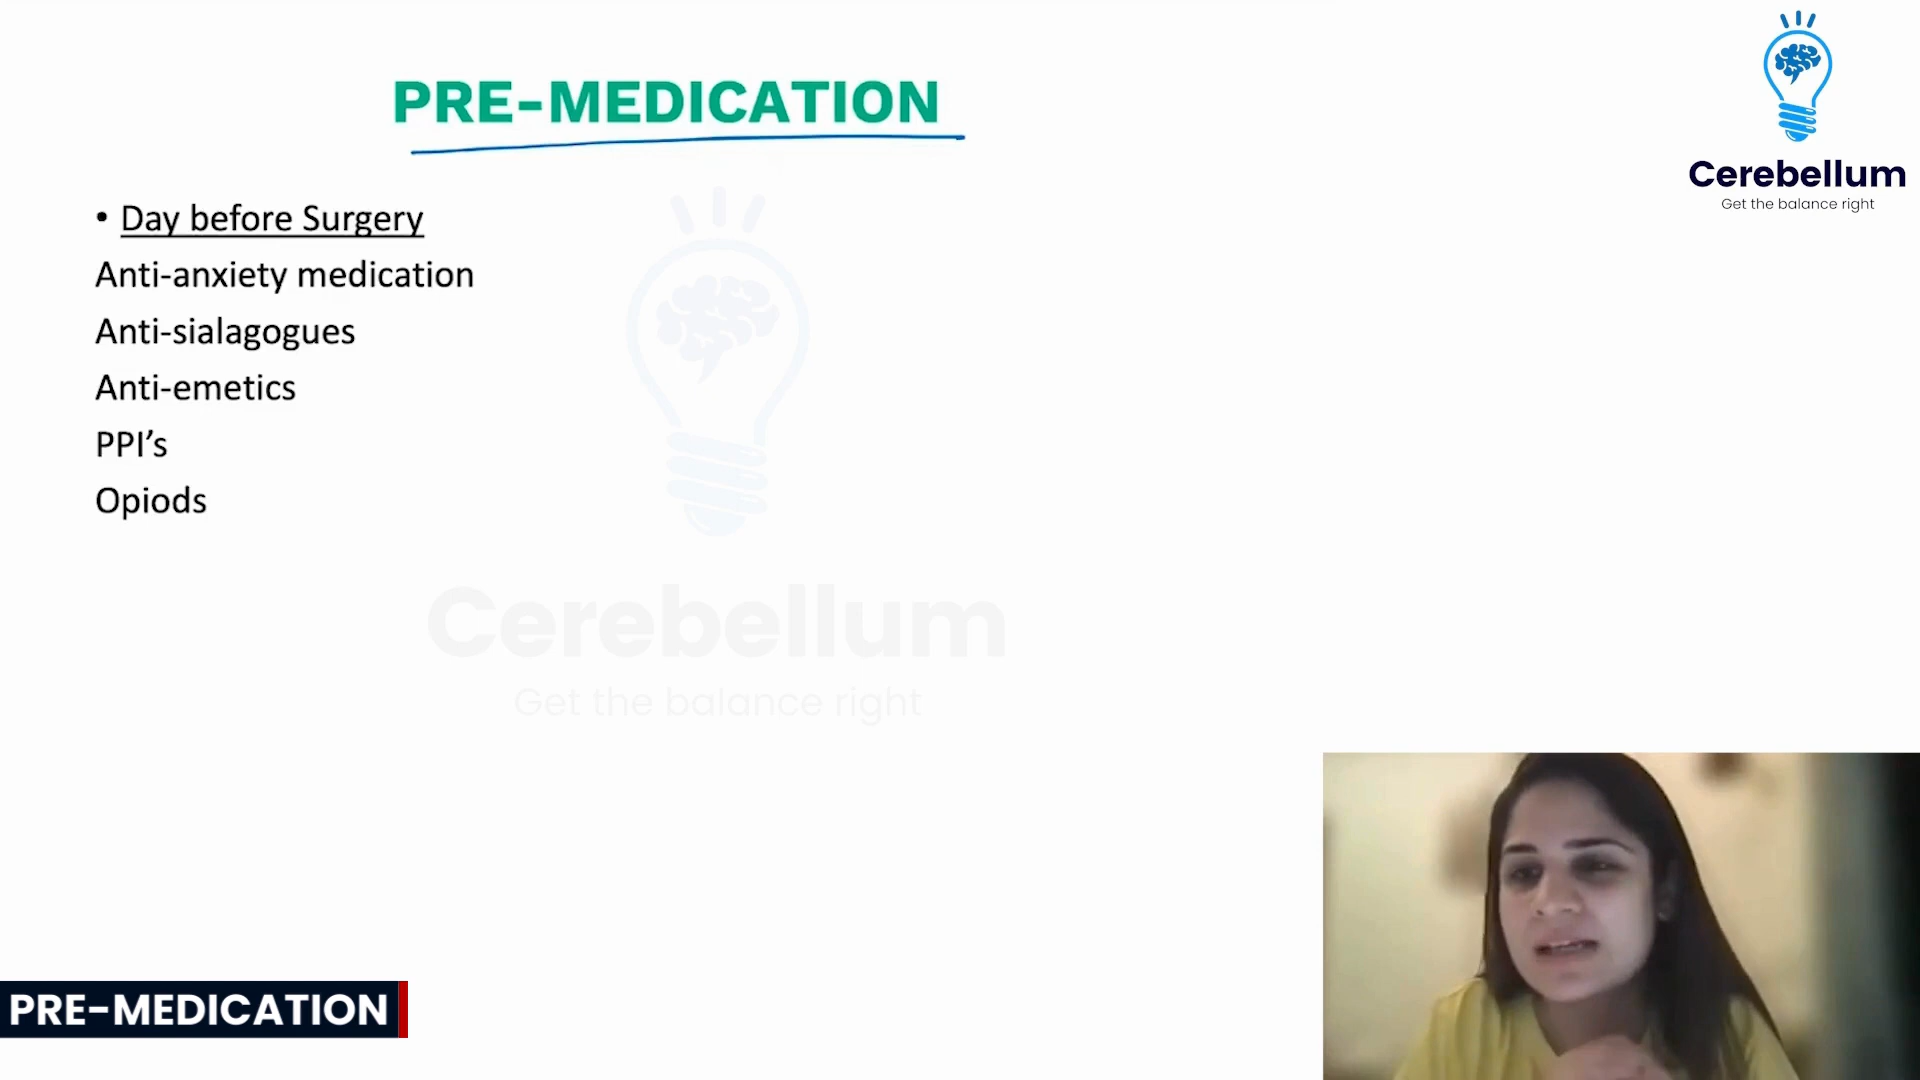 PRE-MEDICATION
Cerebellum
Get the balance right
• Day before Surgery
Anti-anxiety medication
Anti-sialagogues
Anti-emetics
PPI’s
Opiods
Cerebellum
Get the balance right
PRE-MEDICATION